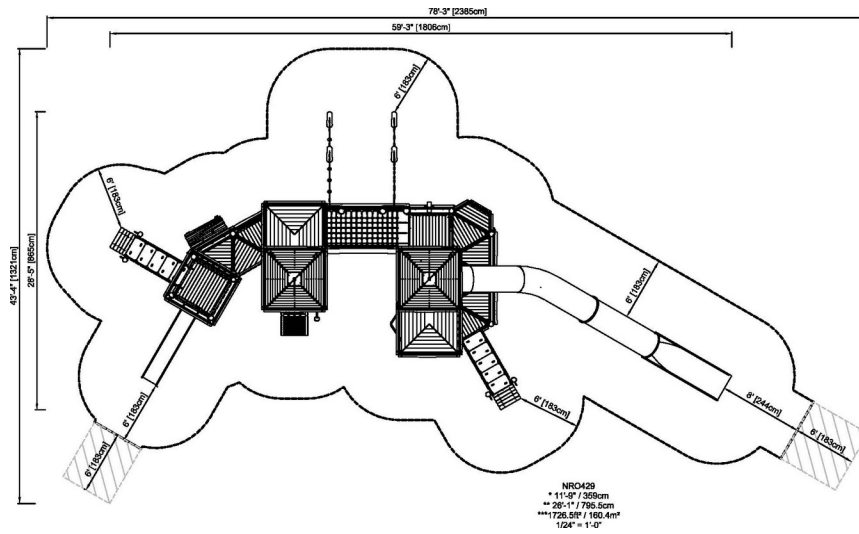 78'-3" [2385cm]
59'-3" [1806cm]
6' [183cm]
6' [183cm]
43'-4" [1321cm]
28'-5" [865cm]
6' [183cm]
6' [183cm]
6' [183cm]
8' [244cm]
6' [183cm]
6' [183cm]
6' [183cm]
NRO429
* 11'-9" / 359cm
** 26'-1" / 795.5cm
***1726.5ft² / 160.4m²
1/24" = 1'-0"